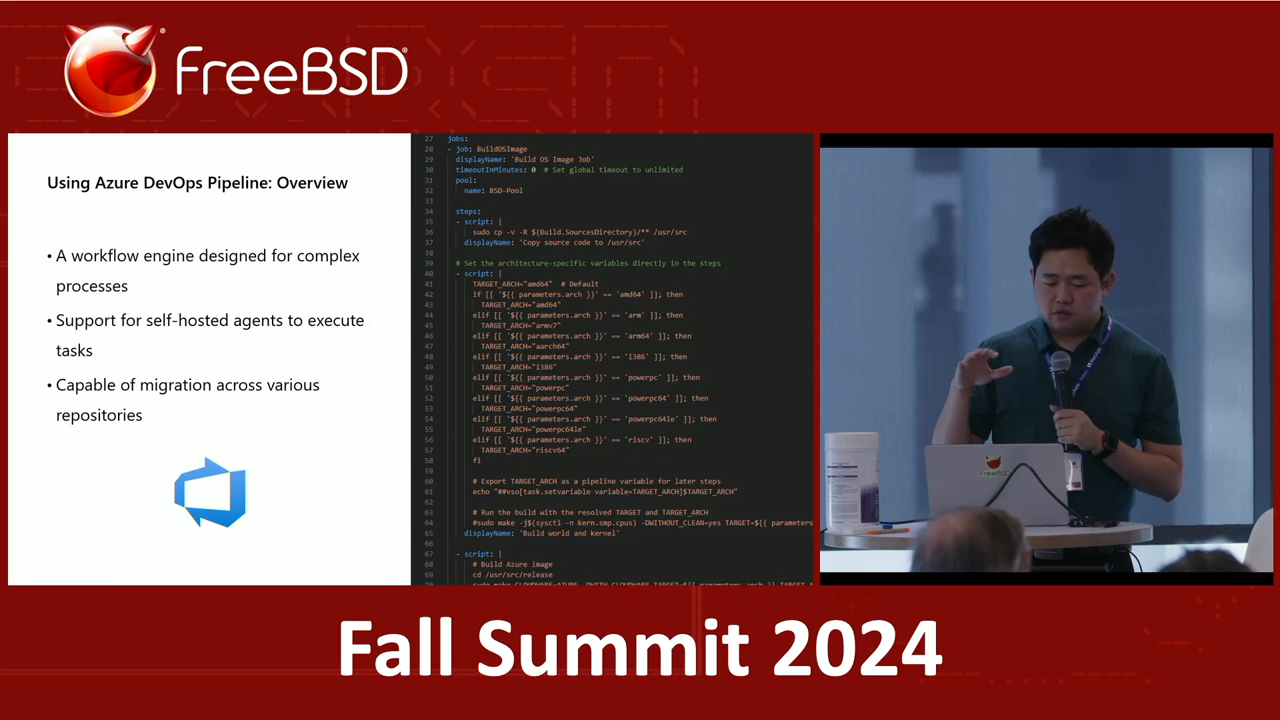 FreeBSD®
Using Azure DevOps Pipeline: Overview
• A workflow engine designed for complex
processes
• Support for self-hosted agents to execute
tasks
• Capable of migration across various
repositories
27 jobs:
28 - job: BuildOSImage
29 displayName: 'Build OS Image Job'
30 timeoutInMinutes: 0 # Set global timeout to unlimited
31 pool:
32 name: BSD-Pool
33
34 steps:
35 - script: |
36 sudo cp -v -R $(Build.SourcesDirectory)/** /usr/src
37 displayName: 'Copy source code to /usr/src'
38
39 # Set the architecture-specific variables directly in the steps
40 - script: |
41 TARGET_ARCH="amd64" # Default
42 if [[ '${{ parameters.arch }}' == 'amd64' ]]; then
43 TARGET_ARCH="amd64"
44 elif [[ '${{ parameters.arch }}' == 'arm' ]]; then
45 TARGET_ARCH="armv7"
46 elif [[ '${{ parameters.arch }}' == 'arm64' ]]; then
47 TARGET_ARCH="aarch64"
48 elif [[ '${{ parameters.arch }}' == 'i386' ]]; then
49 TARGET_ARCH="i386"
50 elif [[ '${{ parameters.arch }}' == 'powerpc' ]]; then
51 TARGET_ARCH="powerpc"
52 elif [[ '${{ parameters.arch }}' == 'powerpc64' ]]; then
53 TARGET_ARCH="powerpc64"
54 elif [[ '${{ parameters.arch }}' == 'powerpc64le' ]]; then
55 TARGET_ARCH="powerpc64le"
56 elif [[ '${{ parameters.arch }}' == 'riscv' ]]; then
57 TARGET_ARCH="riscv64"
58 fi
59
60 # Export TARGET_ARCH as a pipeline variable for later steps
61 echo "##vso[task.setvariable variable=TARGET_ARCH]$TARGET_ARCH"
62
63 # Run the build with the resolved TARGET and TARGET_ARCH
64 #sudo make -j$(sysctl -n kern.smp.cpus) -DWITHOUT_CLEAN=yes TARGET=${{ parameters
65 displayName: 'Build world and kernel'
66
67 - script: |
68 # Build Azure image
69 cd /usr/src/release
FreeBSD
Fall Summit 2024